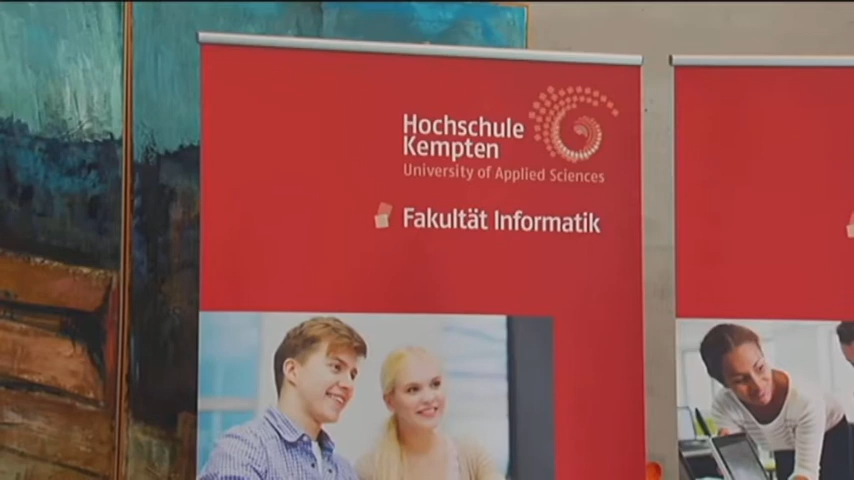 Hochschule
Kempten
University of Applied Sciences
Fakultät Informatik